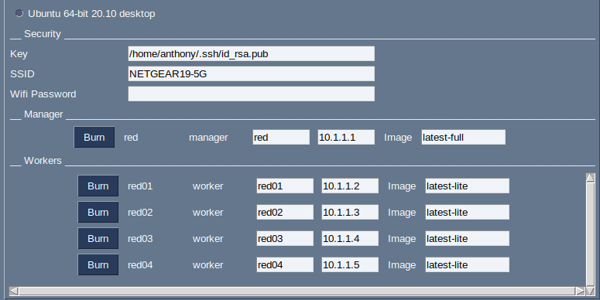 Ubuntu 64-bit 20.10 desktop
Security
Key /home/anthony/.ssh/id_rsa.pub
SSID NETGEAR19-5G
Wifi Password
Manager
Burn red manager red 10.1.1.1 Image latest-full
Workers
Burn red01 worker red01 10.1.1.2 Image latest-lite
Burn red02 worker red02 10.1.1.3 Image latest-lite
Burn red03 worker red03 10.1.1.4 Image latest-lite
Burn red04 worker red04 10.1.1.5 Image latest-lite